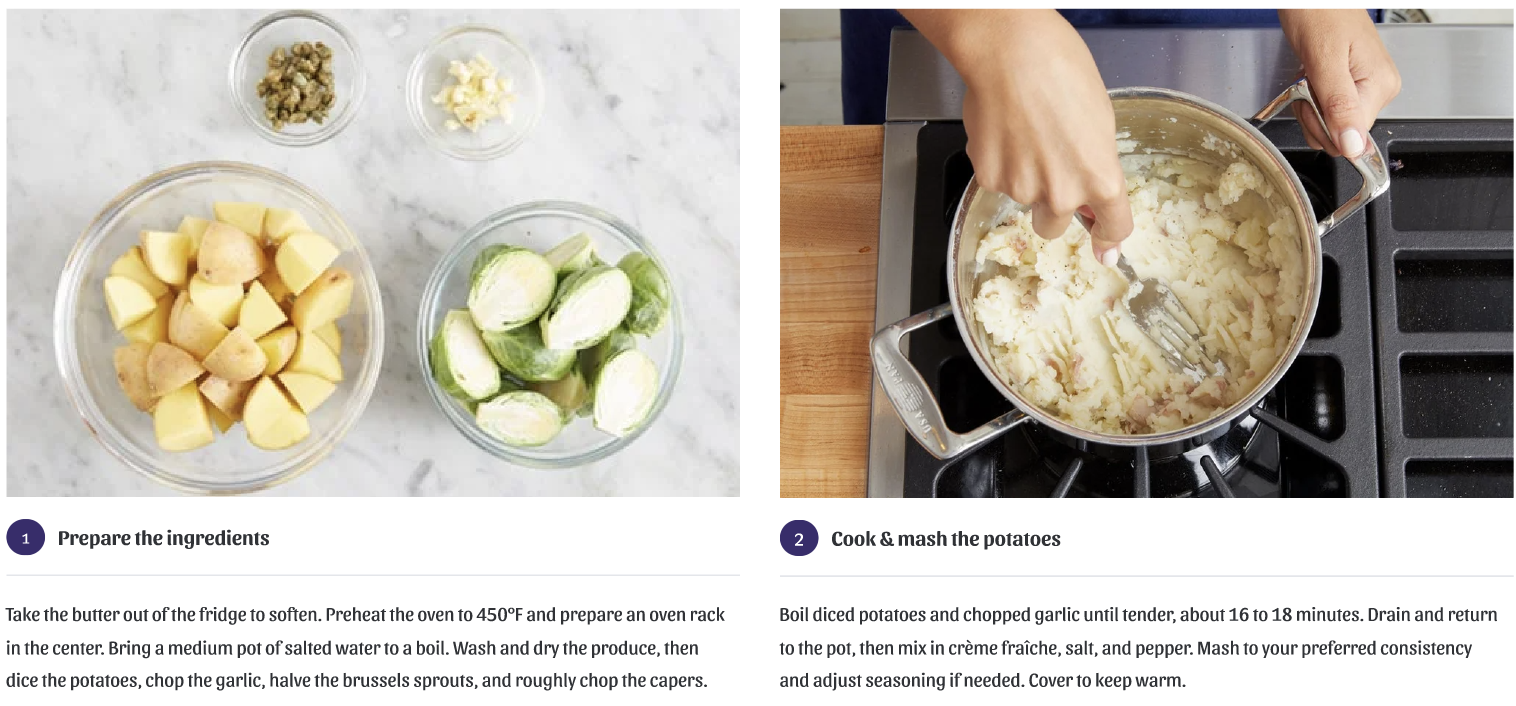 1 Prepare the ingredients
Take the butter out of the fridge to soften. Preheat the oven to 450°F and prepare an oven rack
in the center. Bring a medium pot of salted water to a boil. Wash and dry the produce, then
dice the potatoes, chop the garlic, halve the brussels sprouts, and roughly chop the capers.
2 Cook & mash the potatoes
Boil diced potatoes and chopped garlic until tender, about 16 to 18 minutes. Drain and return
to the pot, then mix in crème fraîche, salt, and pepper. Mash to your preferred consistency
and adjust seasoning if needed. Cover to keep warm.
USA